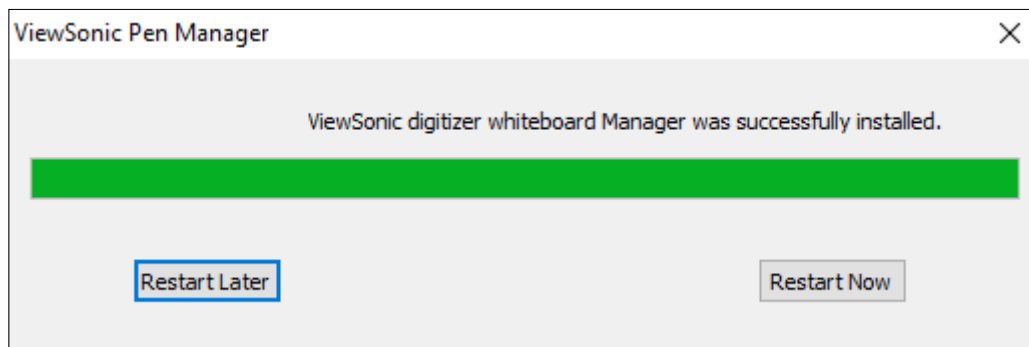 ViewSonic Pen Manager
ViewSonic digitizer whiteboard Manager was successfully installed.
Restart Later
Restart Now